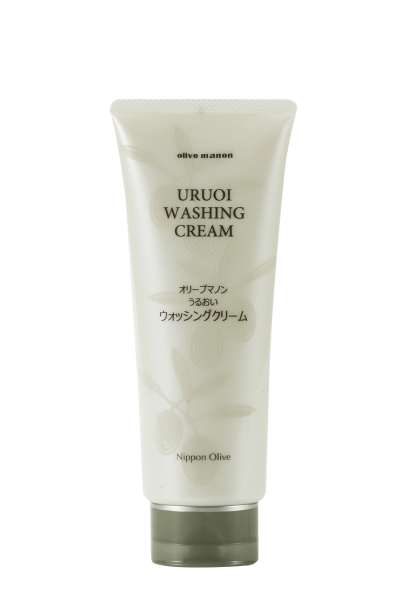 olive manon
URUOI
WASHING
CREAM
オリーブマノン
うるおい
ウォッシングクリーム
Nippon Olive